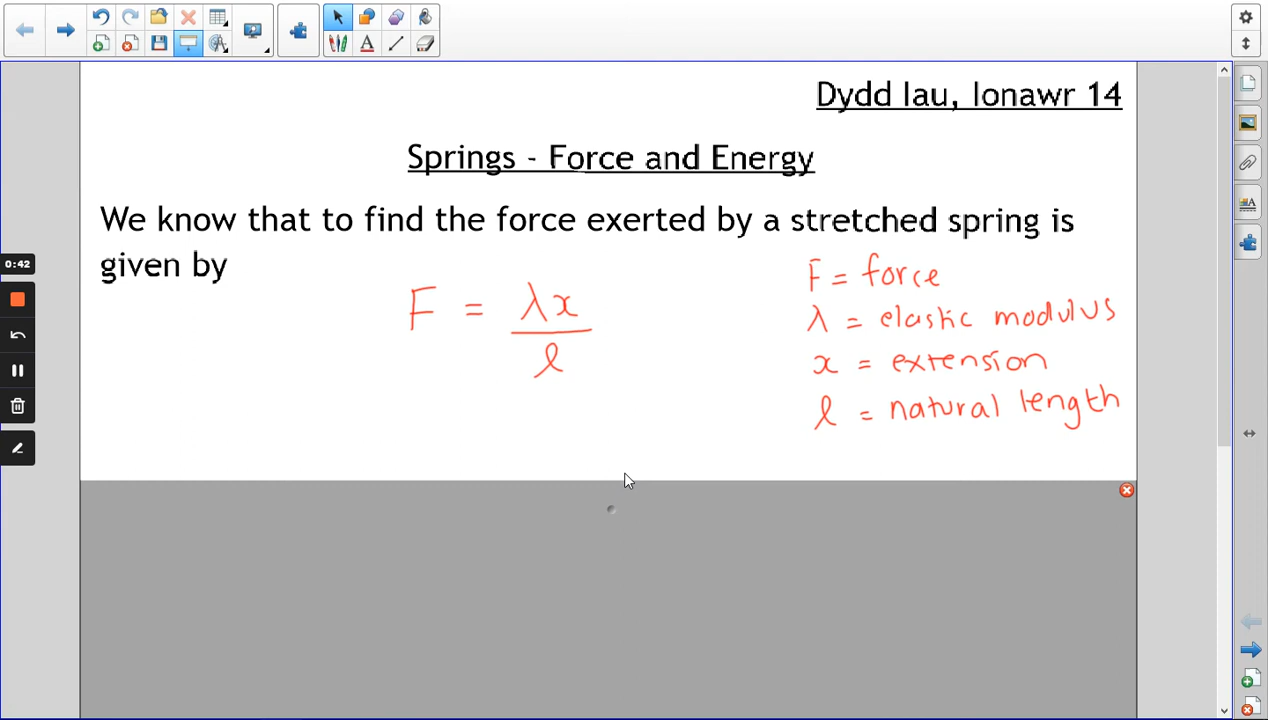 Dydd Iau, Ionawr 14
Springs - Force and Energy
We know that to find the force exerted by a stretched spring is
given by
F = λx / l
F = force
λ = elastic modulus
x = extension
l = natural length
0:42